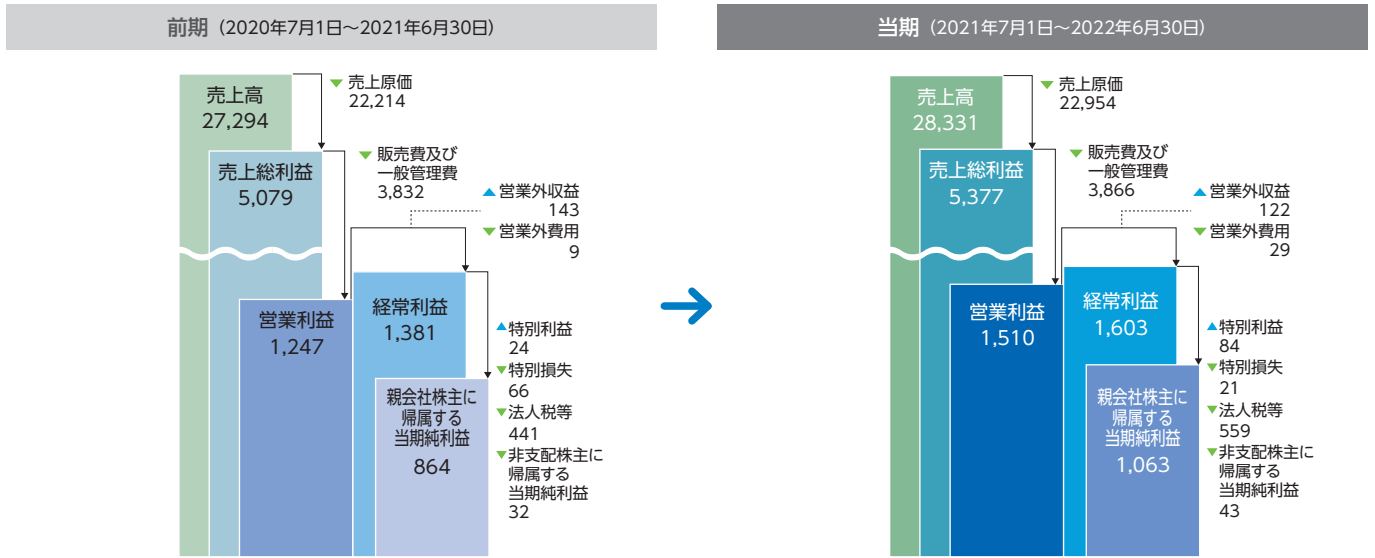 前期（2020年7月1日～2021年6月30日）
売上高
27,294
▼売上原価
22,214
売上総利益
5,079
▼販売費及び
一般管理費
3,832
▲営業外収益
143
▼営業外費用
9
営業利益
1,247
経常利益
1,381
▲特別利益
24
▼特別損失
66
▼法人税等
441
▼非支配株主に
帰属する
当期純利益
32
親会社株主に
帰属する
当期純利益
864
当期（2021年7月1日～2022年6月30日）
売上高
28,331
▼売上原価
22,954
売上総利益
5,377
▼販売費及び
一般管理費
3,866
▲営業外収益
122
▼営業外費用
29
営業利益
1,510
経常利益
1,603
▲特別利益
84
▼特別損失
21
▼法人税等
559
▼非支配株主に
帰属する
当期純利益
43
親会社株主に
帰属する
当期純利益
1,063